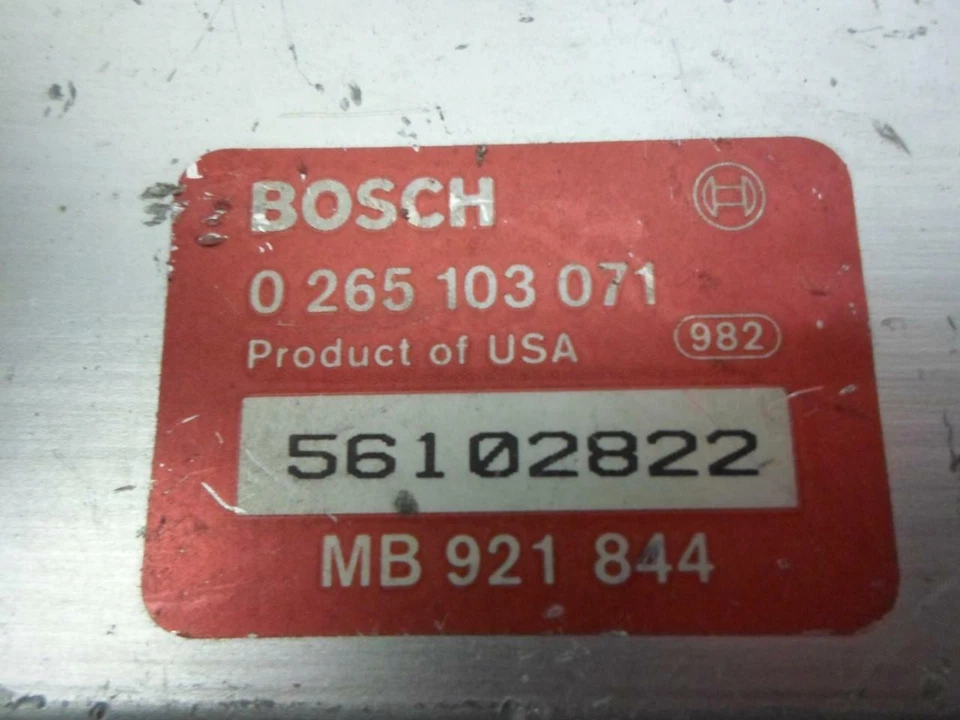 BOSCH
0 265 103 071
Product of USA 982
56102822
MB 921 844